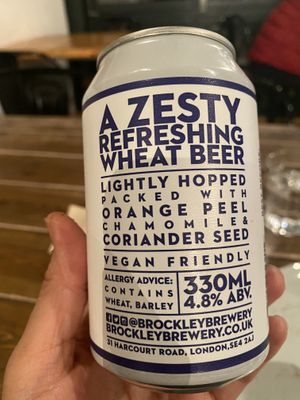 A ZESTY
REFRESHING
WHEAT BEER
LIGHTLY HOPPED
PACKED WITH
ORANGE PEEL
CHAMOMILE &
CORIANDER SEED
VEGAN FRIENDLY
ALLERGY ADVICE:
CONTAINS
WHEAT, BARLEY
330ML
4.8% ABV.
@BROCKLEYBREWERY
BROCKLEYBREWERY.CO.UK
31 HARCOURT ROAD, LONDON, SE4 2AJ